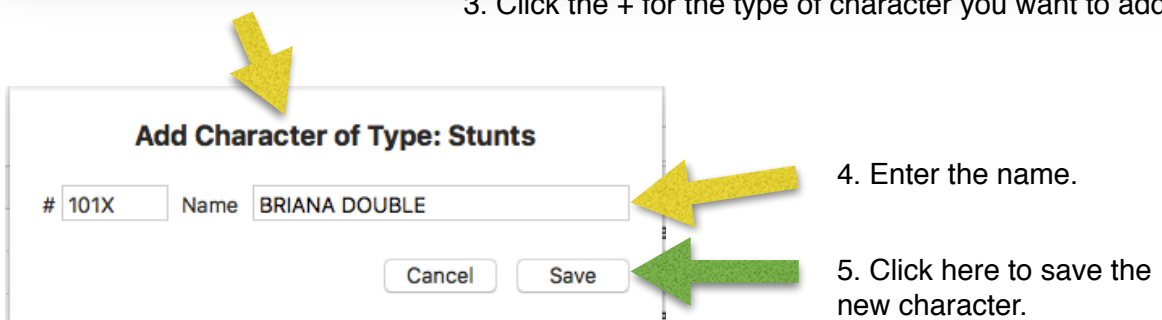 3. Click the + for the type of character you want to add
Add Character of Type: Stunts
4. Enter the name.
# 101X Name BRIANA DOUBLE
Cancel Save
5. Click here to save the
new character.